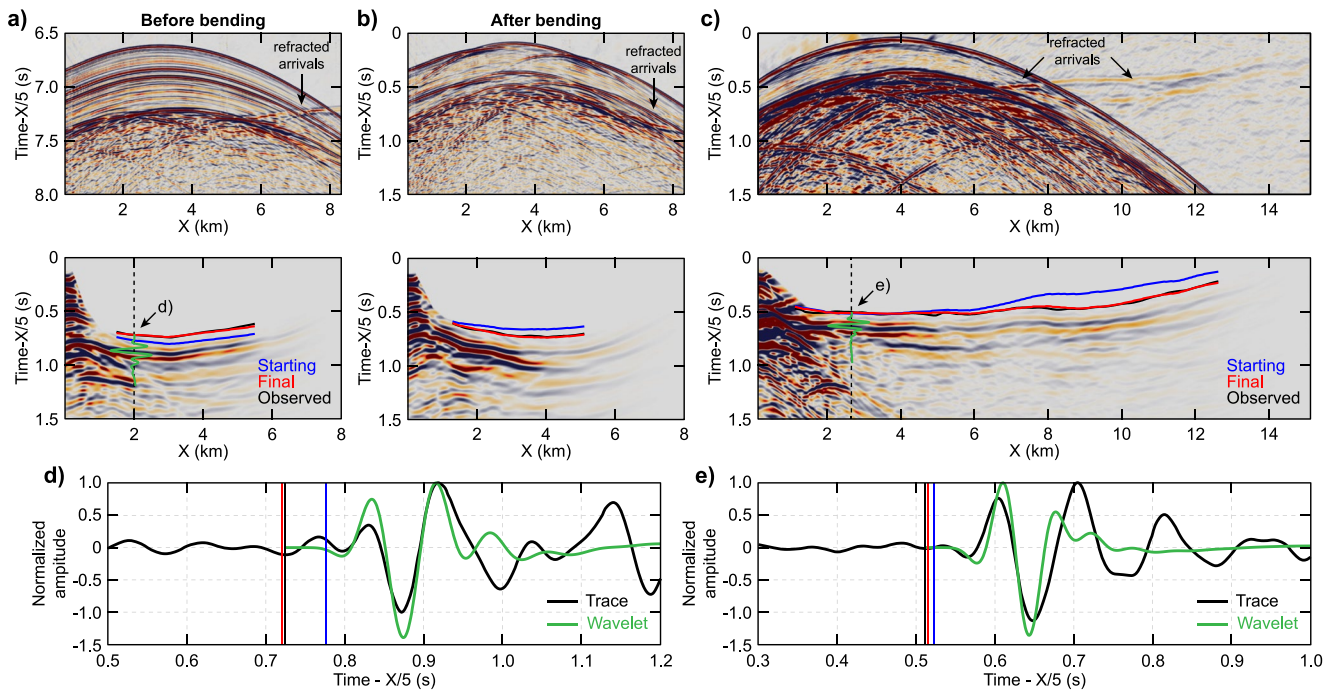 a)
Before bending
b)
After bending
c)
6.5
7.0
7.5
8.0
Time-X/5 (s)
refracted
arrivals
2 4 6 8
X (km)
0
0.5
1.0
1.5
Time-X/5 (s)
refracted
arrivals
2 4 6 8
X (km)
0
0.5
1.0
1.5
Time-X/5 (s)
refracted
arrivals
2 4 6 8 10 12 14
X (km)
0
0.5
1.0
1.5
Time-X/5 (s)
d)
Starting
Final
Observed
2 4 6 8
X (km)
0
0.5
1.0
1.5
Time-X/5 (s)
2 4 6 8
X (km)
0
0.5
1.0
1.5
Time-X/5 (s)
e)
Starting
Final
Observed
2 4 6 8 10 12 14
X (km)
d)
1.0
0.5
0
-0.5
-1.0
-1.5
Normalized
amplitude
Trace
Wavelet
0.5 0.6 0.7 0.8 0.9 1.0 1.1 1.2
Time - X/5 (s)
e)
1.0
0.5
0
-0.5
-1.0
-1.5
Normalized
amplitude
Trace
Wavelet
0.3 0.4 0.5 0.6 0.7 0.8 0.9 1.0
Time - X/5 (s)